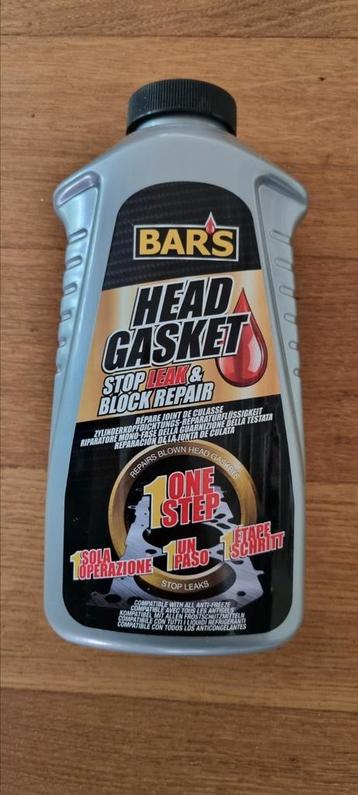 BAR'S
HEAD
GASKET
STOP LEAK &
BLOCK REPAIR
RÉPARE JOINT DE CULASSE
ZYLINDERKOPFDICHTUNGS-REPARATURFLÜSSIGKEIT
RIPARATORE MONO-FASE DELLA GUARNIZIONE DELLA TESTATA
REPARACIÓN DE LA JUNTA DE CULATA
REPAIRS BLOWN HEAD GASKETS
1 ONE
STEP
1 SOLA
OPERAZIONE
1 UN
PASO
1 ETAPE
SCHRITT
STOP LEAKS
COMPATIBLE WITH ALL ANTI-FREEZE
COMPATIBLE AVEC TOUS LES ANTIGELS
KOMPATIBEL MIT ALLEN FROSTSCHUTZMITTELN
COMPATIBILE CON TUTTI I LIQUIDI REFRIGERANTI
COMPATIBLE CON TODOS LOS ANTICONGELANTES